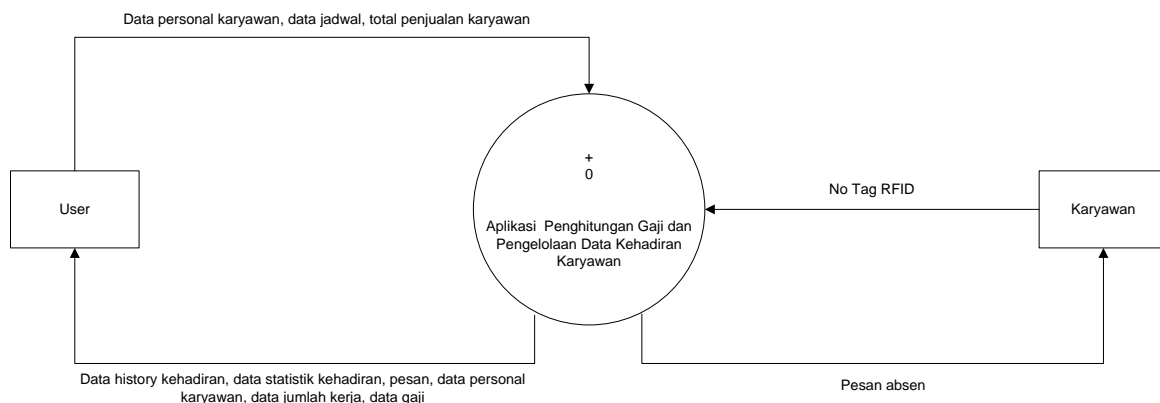 Data personal karyawan, data jadwal, total penjualan karyawan
+
0
Aplikasi Penghitungan Gaji dan
Pengelolaan Data Kehadiran
Karyawan
User
No Tag RFID
Karyawan
Data history kehadiran, data statistik kehadiran, pesan, data personal
karyawan, data jumlah kerja, data gaji
Pesan absen